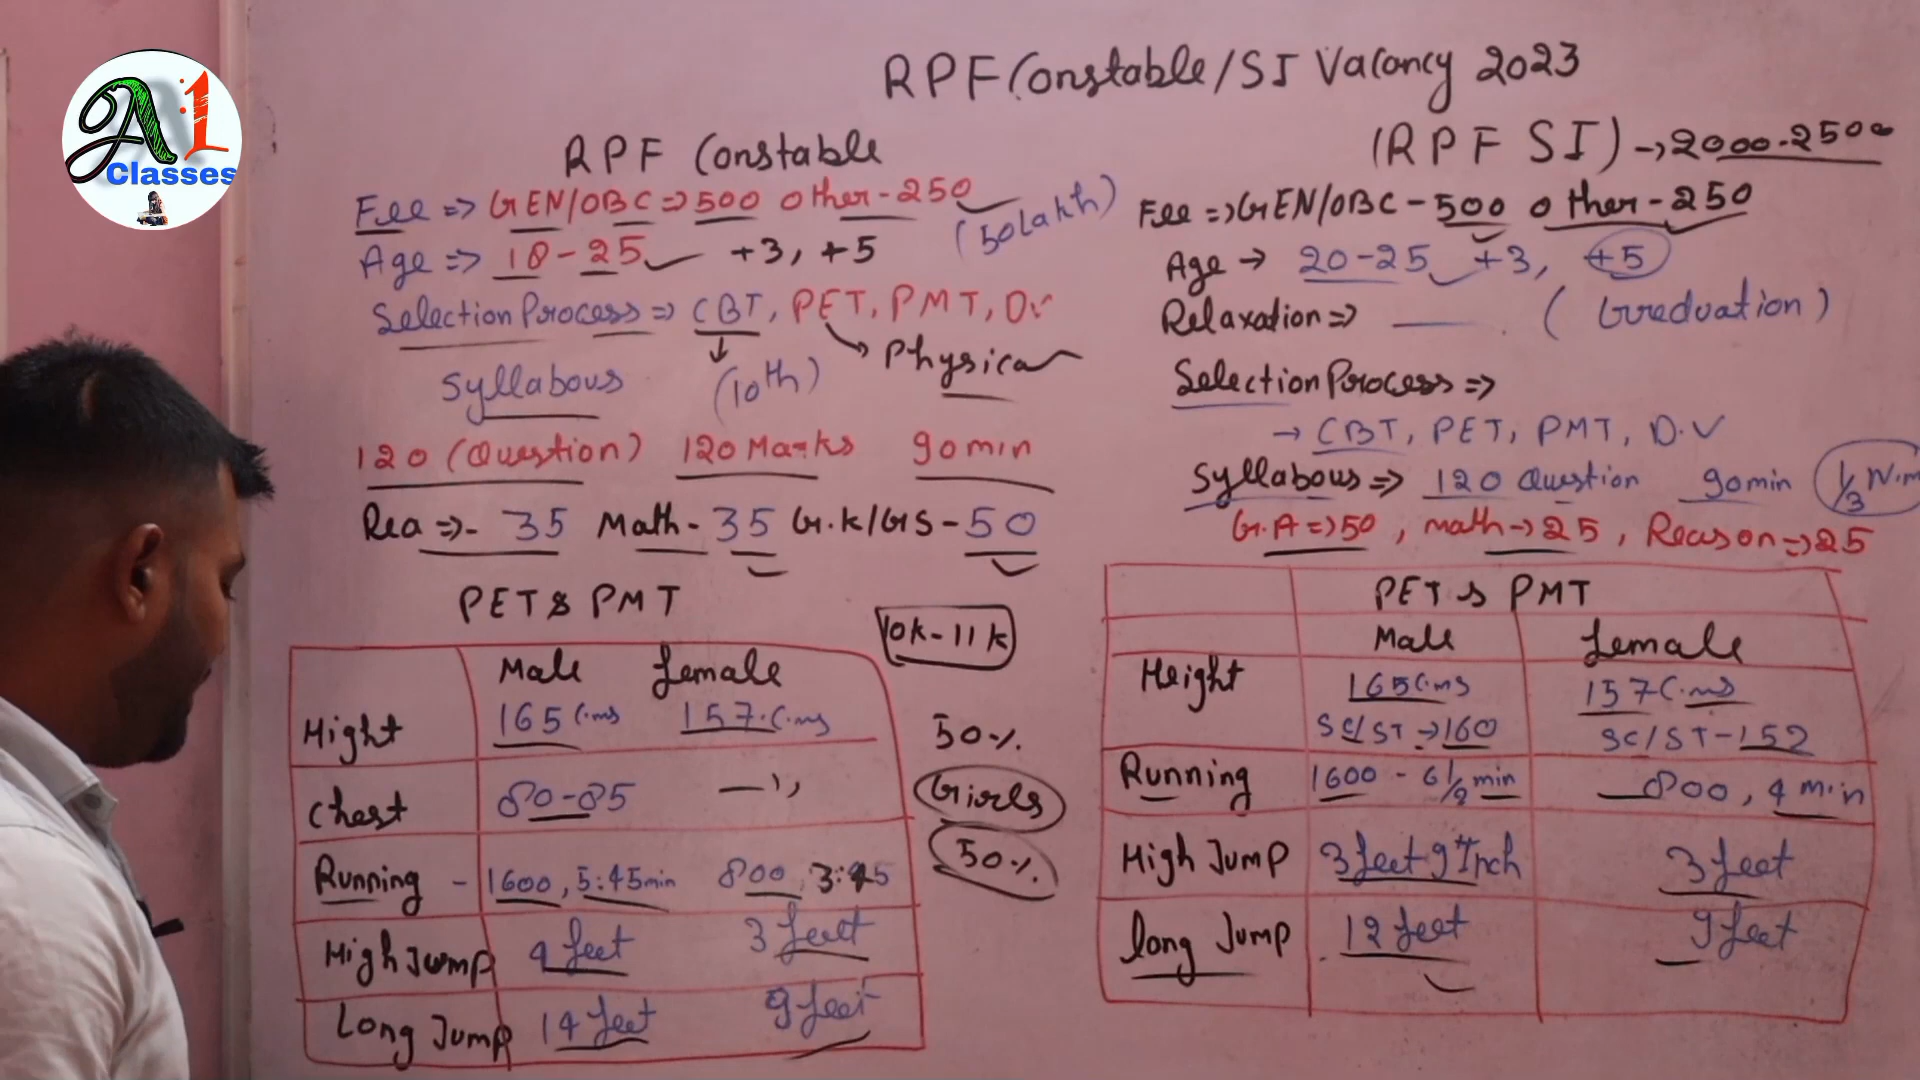 A1
Classes
RPF Constable/SI Vacancy 2023
RPF Constable
Fee => GEN/OBC => 500 Other - 250
(50 Lakh)
Age => 18 - 25 +3, +5
Selection Process => CBT, PET, PMT, DV
Physical
Syllabous (10th)
120 (Question) 120 Marks 90 min
Rea => - 35 Math - 35 G.K/GS - 50
PET & PMT
10k - 11k
Male Female
Hight 165 C.ms 157.C.ms
Chest 80-85 — ,,
Running - 1600, 5:45 min 800, 3:45
High Jump 4 feet 3 feet
Long Jump 14 feet 9 feet
50%
Girls
50%
(RPF SI) → 2000-2500
Fee => GEN/OBC - 500 Other - 250
Age → 20-25 +3, +5
Relaxation => —— (Greduation)
Selection Process =>
→ CBT, PET, PMT, D.V
Syllabous => 120 Question 90 min 1/3 N.m
G.A => 50, math → 25, Reason => 25
PET & PMT
Male Female
Height 165 C.ms 157 C.ms
SC/ST → 160 SC/ST - 152
Running 1600 - 6 1/2 min 800, 4 min
High Jump 3 feet 9 Inch 3 feet
long Jump 12 feet 9 feet